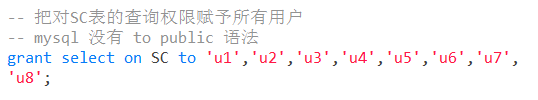 -- 把对SC表的查询权限赋予所有用户
-- mysql 没有 to public 语法
grant select on SC to 'u1','u2','u3','u4','u5','u6','u7',
'u8';